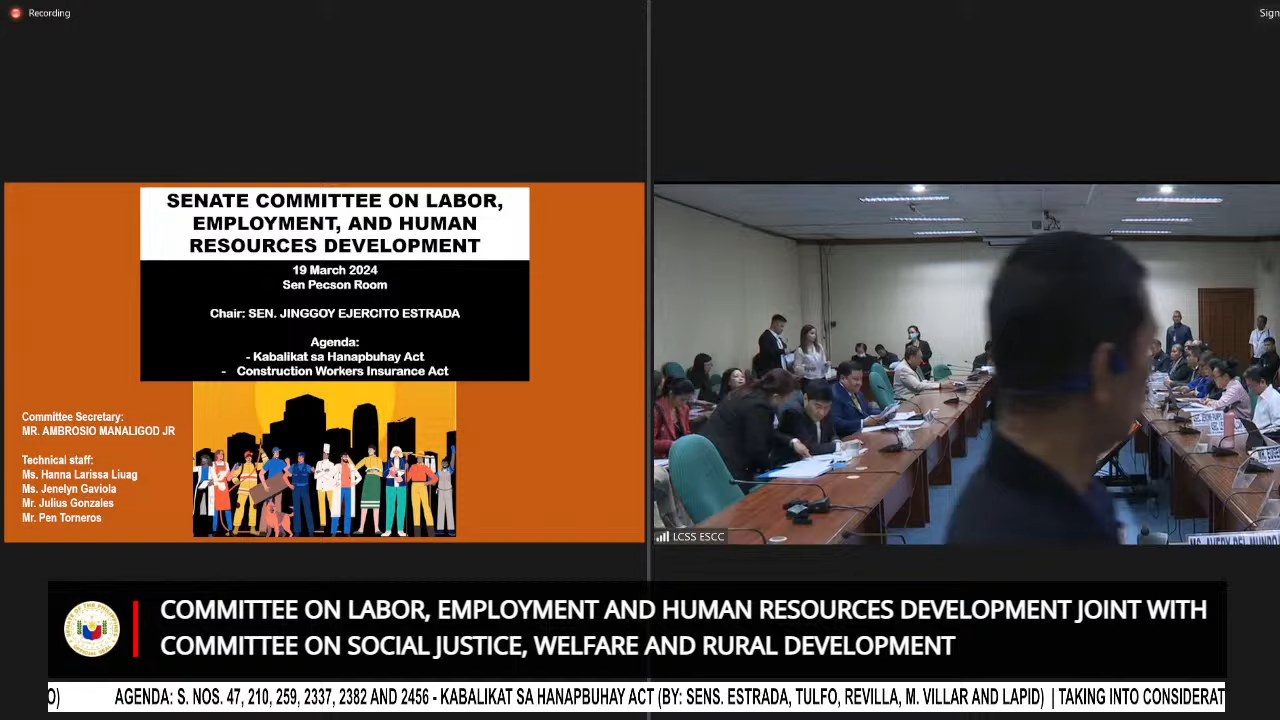 Recording
Sign
SENATE COMMITTEE ON LABOR,
EMPLOYMENT, AND HUMAN
RESOURCES DEVELOPMENT
19 March 2024
Sen Pecson Room
Chair: SEN. JINGGOY EJERCITO ESTRADA
Agenda:
- Kabalikat sa Hanapbuhay Act
- Construction Workers Insurance Act
Committee Secretary:
MR. AMBROSIO MANALIGOD JR
Technical staff:
Ms. Hanna Larissa Liuag
Ms. Jenelyn Gaviola
Mr. Julius Gonzales
Mr. Pen Torneros
LCSS ESCC
COMMITTEE ON LABOR, EMPLOYMENT AND HUMAN RESOURCES DEVELOPMENT JOINT WITH
COMMITTEE ON SOCIAL JUSTICE, WELFARE AND RURAL DEVELOPMENT
O) AGENDA: S. NOS. 47, 210, 259, 2337, 2382 AND 2456 - KABALIKAT SA HANAPBUHAY ACT (BY: SENS. ESTRADA, TULFO, REVILLA, M. VILLAR AND LAPID) | TAKING INTO CONSIDERAT